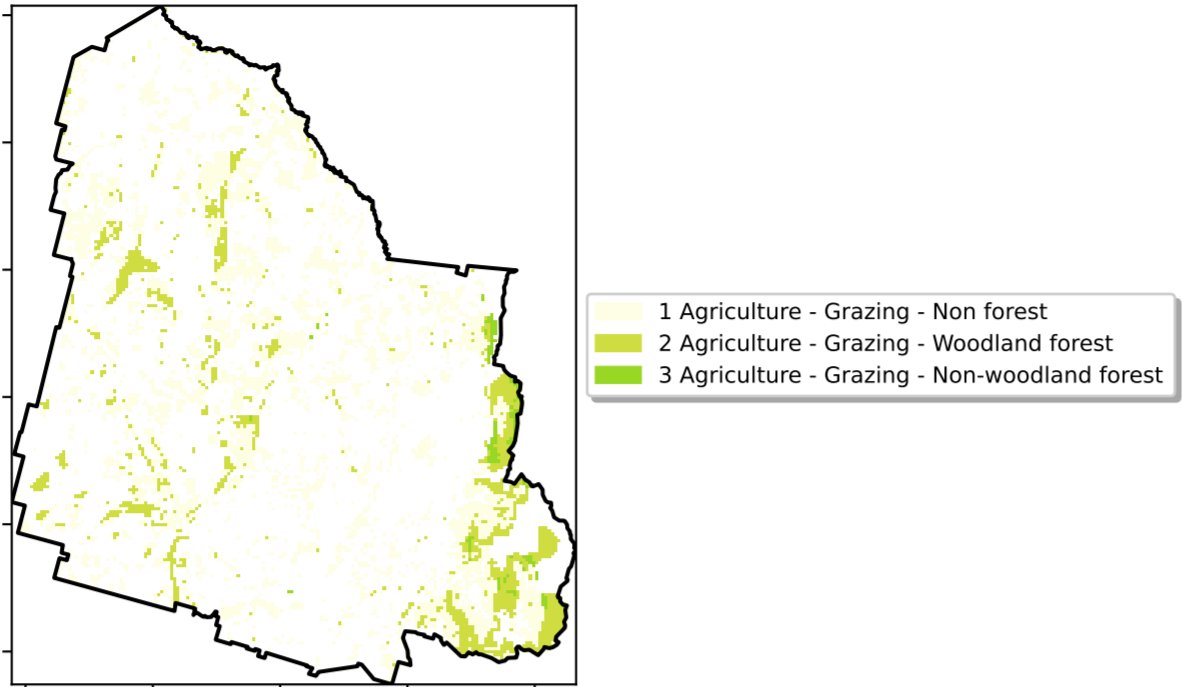 1 Agriculture - Grazing - Non forest
2 Agriculture - Grazing - Woodland forest
3 Agriculture - Grazing - Non-woodland forest